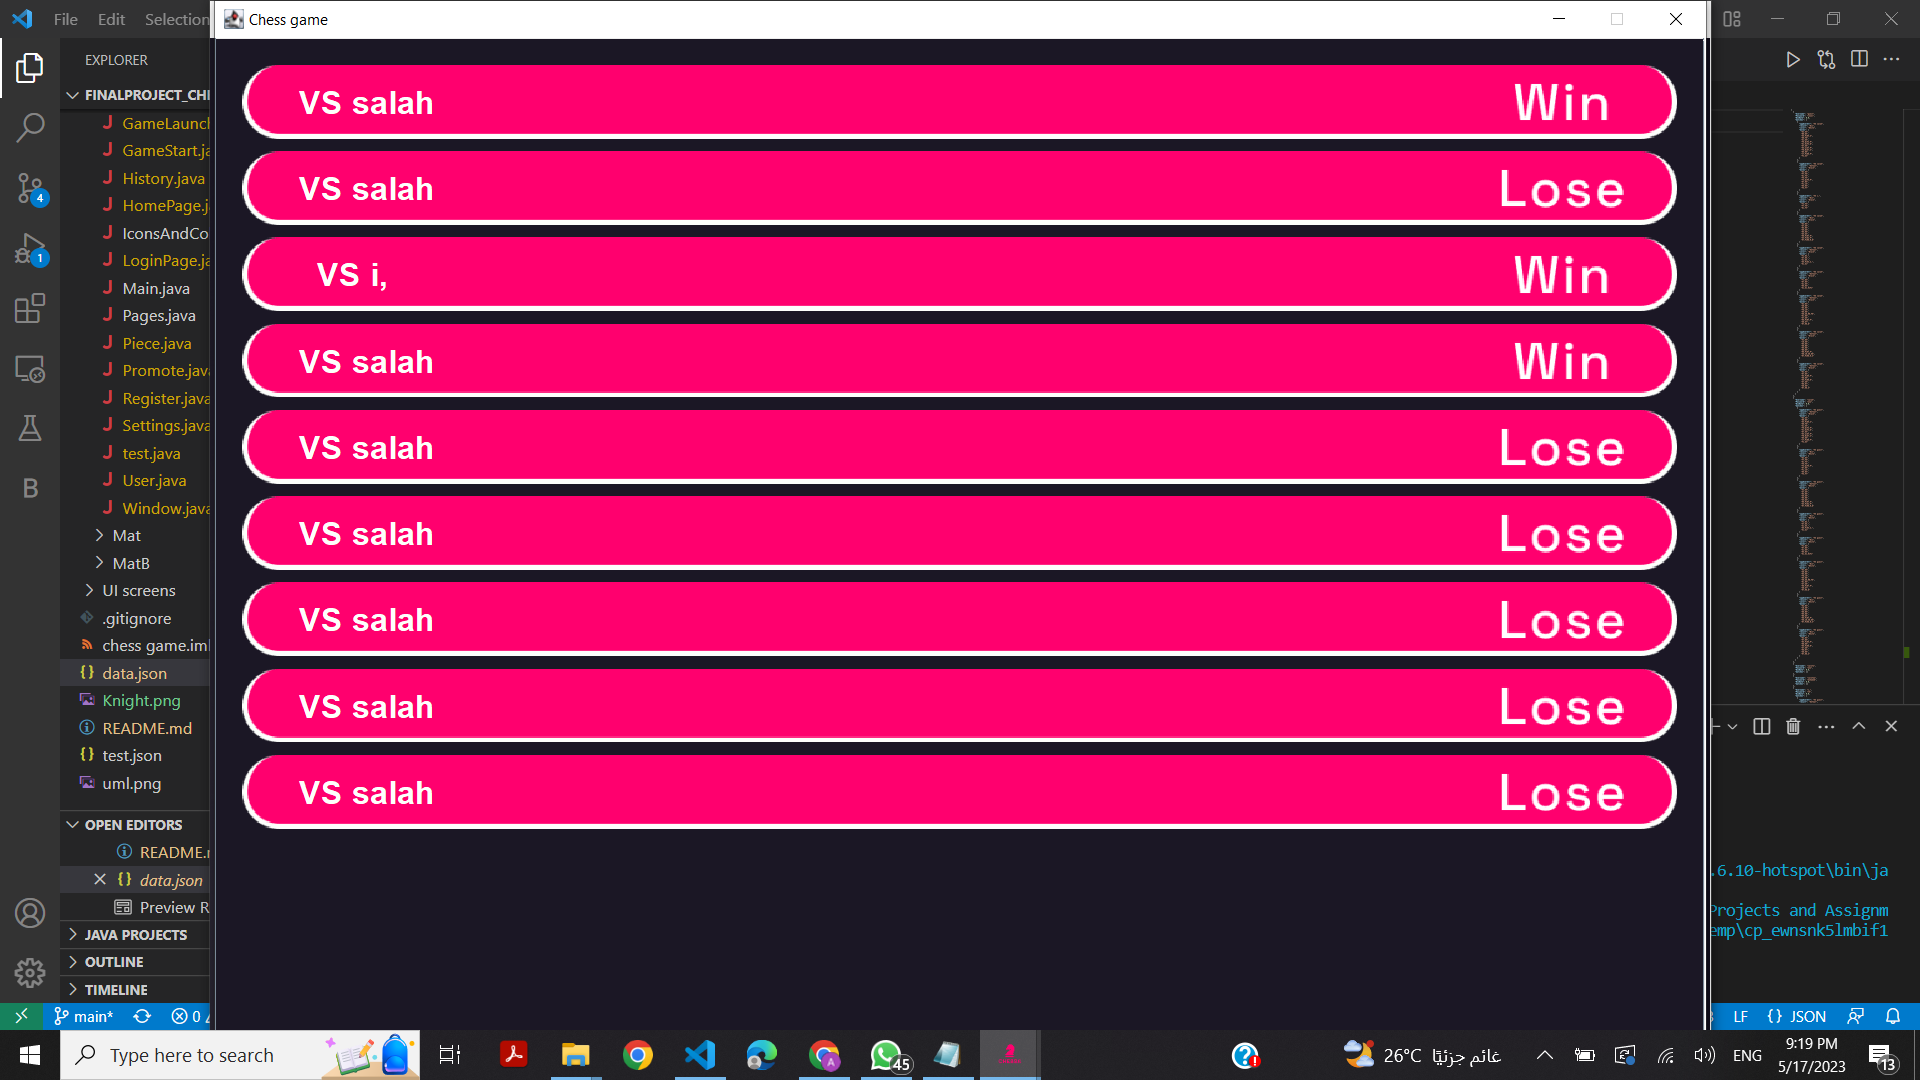 File Edit Selection
Chess game
EXPLORER
FINALPROJECT_CH
GameLaunc
GameStart.ja
History.java
HomePage.j
IconsAndCo
LoginPage.ja
Main.java
Pages.java
Piece.java
Promote.java
Register.java
Settings.java
test.java
User.java
Window.java
Mat
MatB
UI screens
.gitignore
chess game.iml
data.json
Knight.png
README.md
test.json
uml.png
OPEN EDITORS
README.
data.json
Preview R
JAVA PROJECTS
OUTLINE
TIMELINE
4
1
B
VS salah Win
VS salah Lose
VS i, Win
VS salah Win
VS salah Lose
VS salah Lose
VS salah Lose
VS salah Lose
VS salah Lose
.6.10-hotspot\bin\ja
Projects and Assignm
emp\cp_ewnsnk5lmbif1
main* 0
LF {} JSON
Type here to search
45
26°C غائم جزئيًا
ENG
9:19 PM
5/17/2023
13